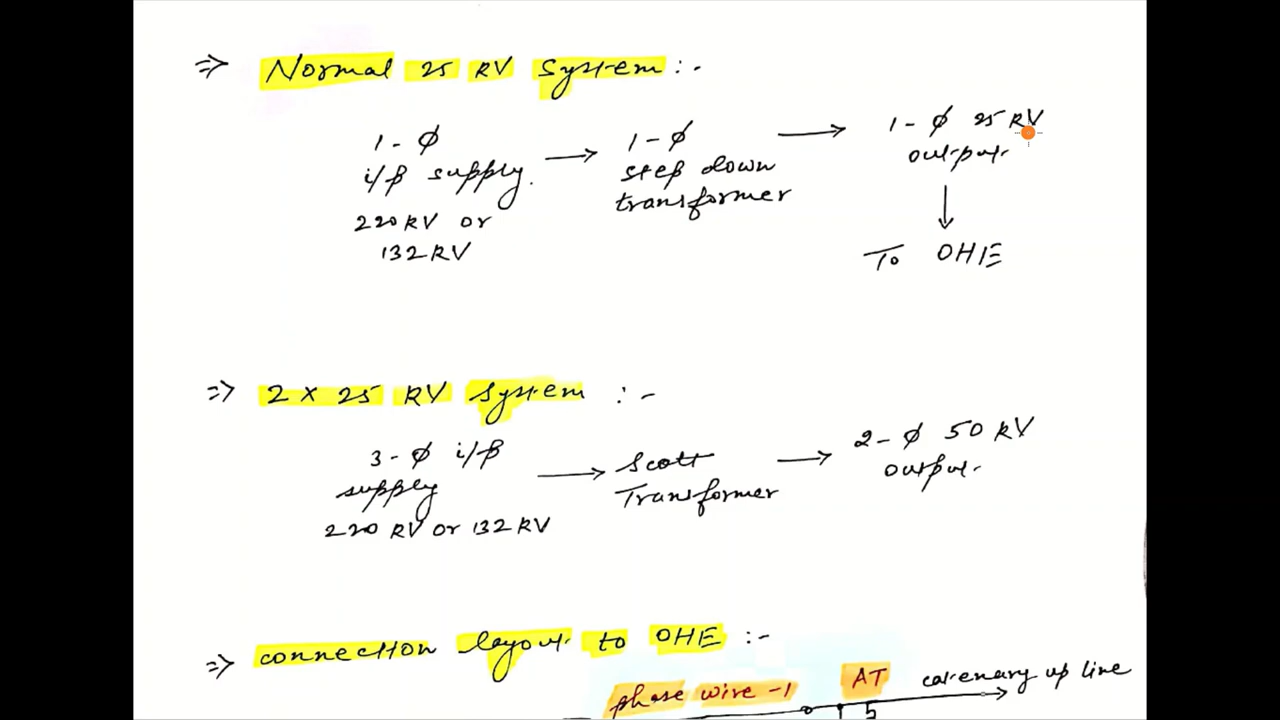 ⇒ Normal 25 KV System :-
1-ϕ
i/p supply.
220 KV or
132 KV
→
1-ϕ
step down
transformer
→
1-ϕ 25 KV
output
↓
To OHE
⇒ 2 x 25 KV System :-
3-ϕ i/p
supply
220 KV or 132 KV
→
Scott
Transformer
→
2-ϕ 50 KV
output
⇒ connection layout to OHE :-
phase wire -1
AT
catenary up line